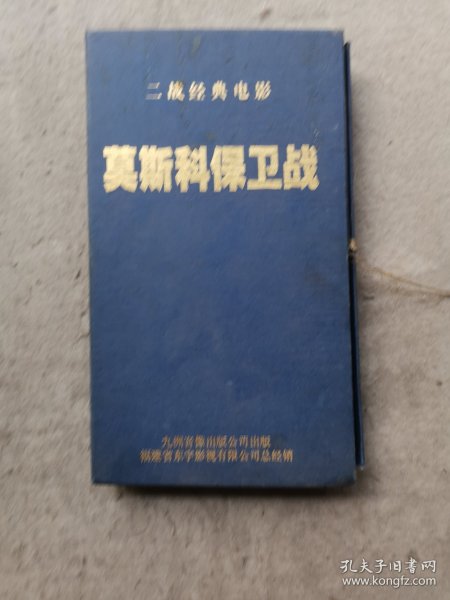 二战经典电影
莫斯科保卫战
九洲音像出版公司出版
福建省东宇影视有限公司总经销
孔夫子旧书网
www.kongfz.com